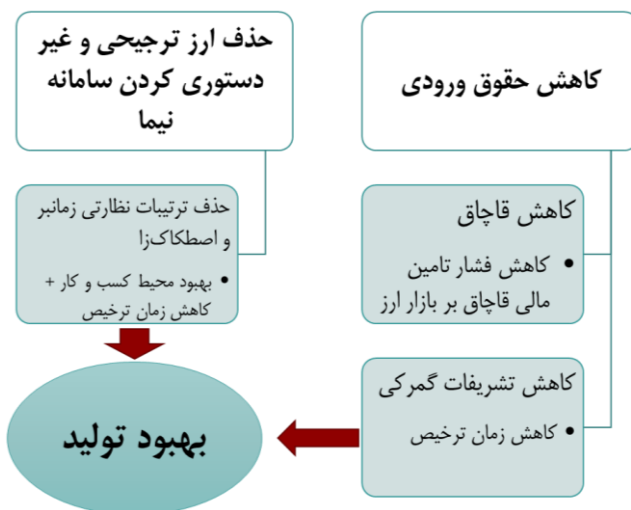 کاهش حقوق ورودی
کاهش قاچاق
• کاهش فشار تامین
مالی قاچاق بر بازار ارز
کاهش تشریفات گمرکی
• کاهش زمان ترخیص
حذف ارز ترجیحی و غیر
دستوری کردن سامانه
نیما
حذف ترتیبات نظارتی زمانبر
و اصطکاک‌زا
• بهبود محیط کسب و کار +
کاهش زمان ترخیص
بهبود تولید